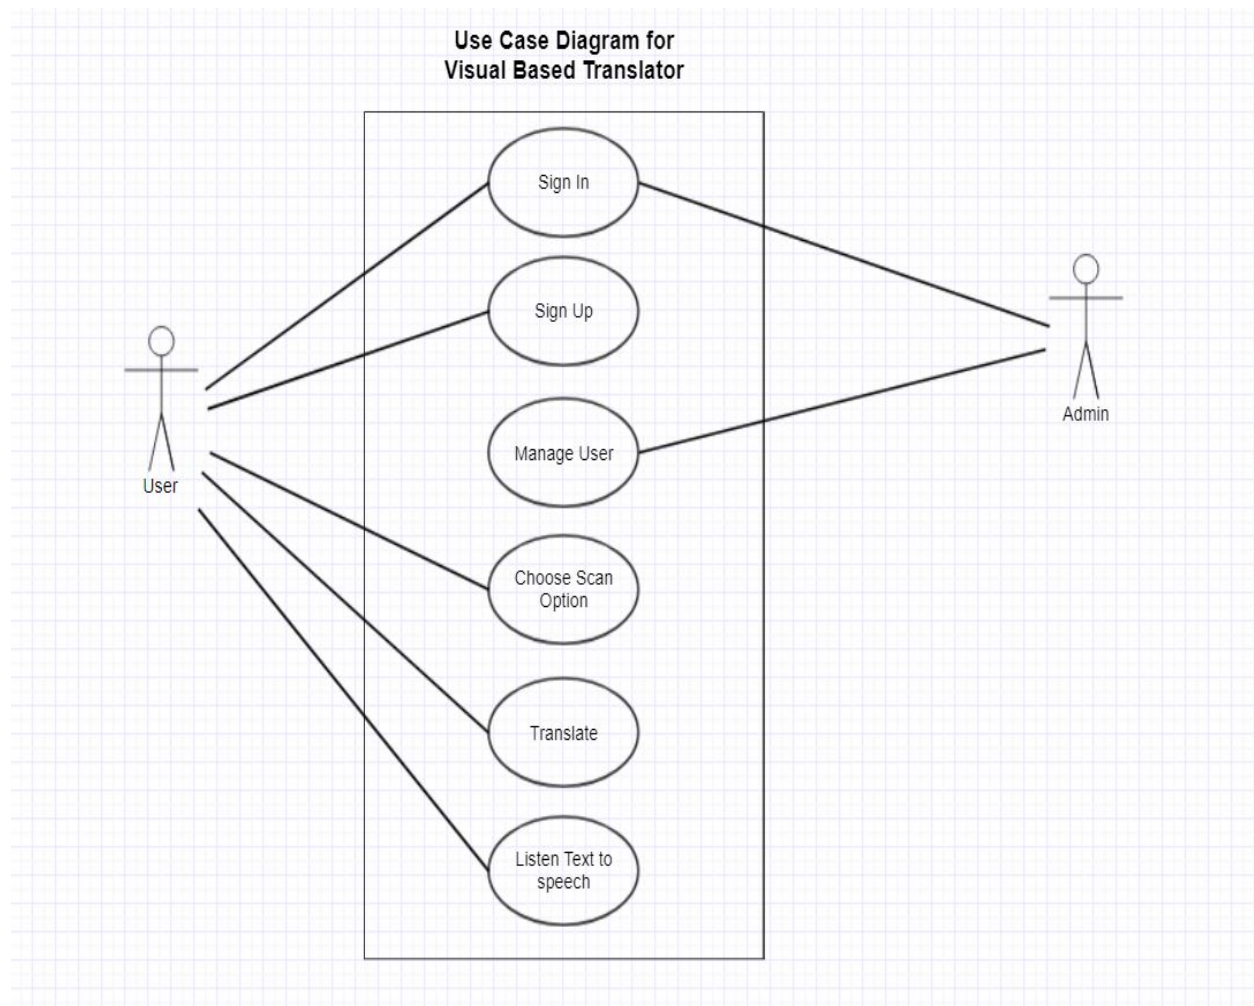 Use Case Diagram for
Visual Based Translator
Sign In
Sign Up
Admin
Manage User
User
Choose Scan
Option
Translate
Listen Text to
speech